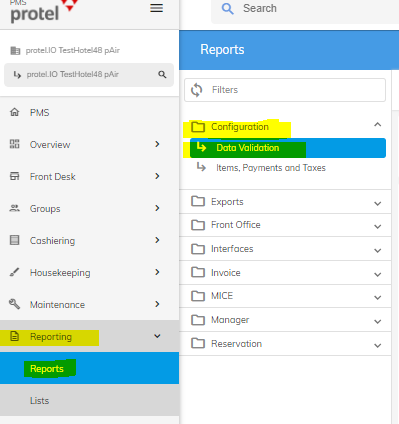 PMS
protel
protel.IO TestHotel48 pAir
protel.IO TestHotel48 pAir
PMS
Overview
Front Desk
Groups
Cashiering
Housekeeping
Maintenance
Reporting
Reports
Lists
Search
Reports
Filters
Configuration
Data Validation
Items, Payments and Taxes
Exports
Front Office
Interfaces
Invoice
MICE
Manager
Reservation